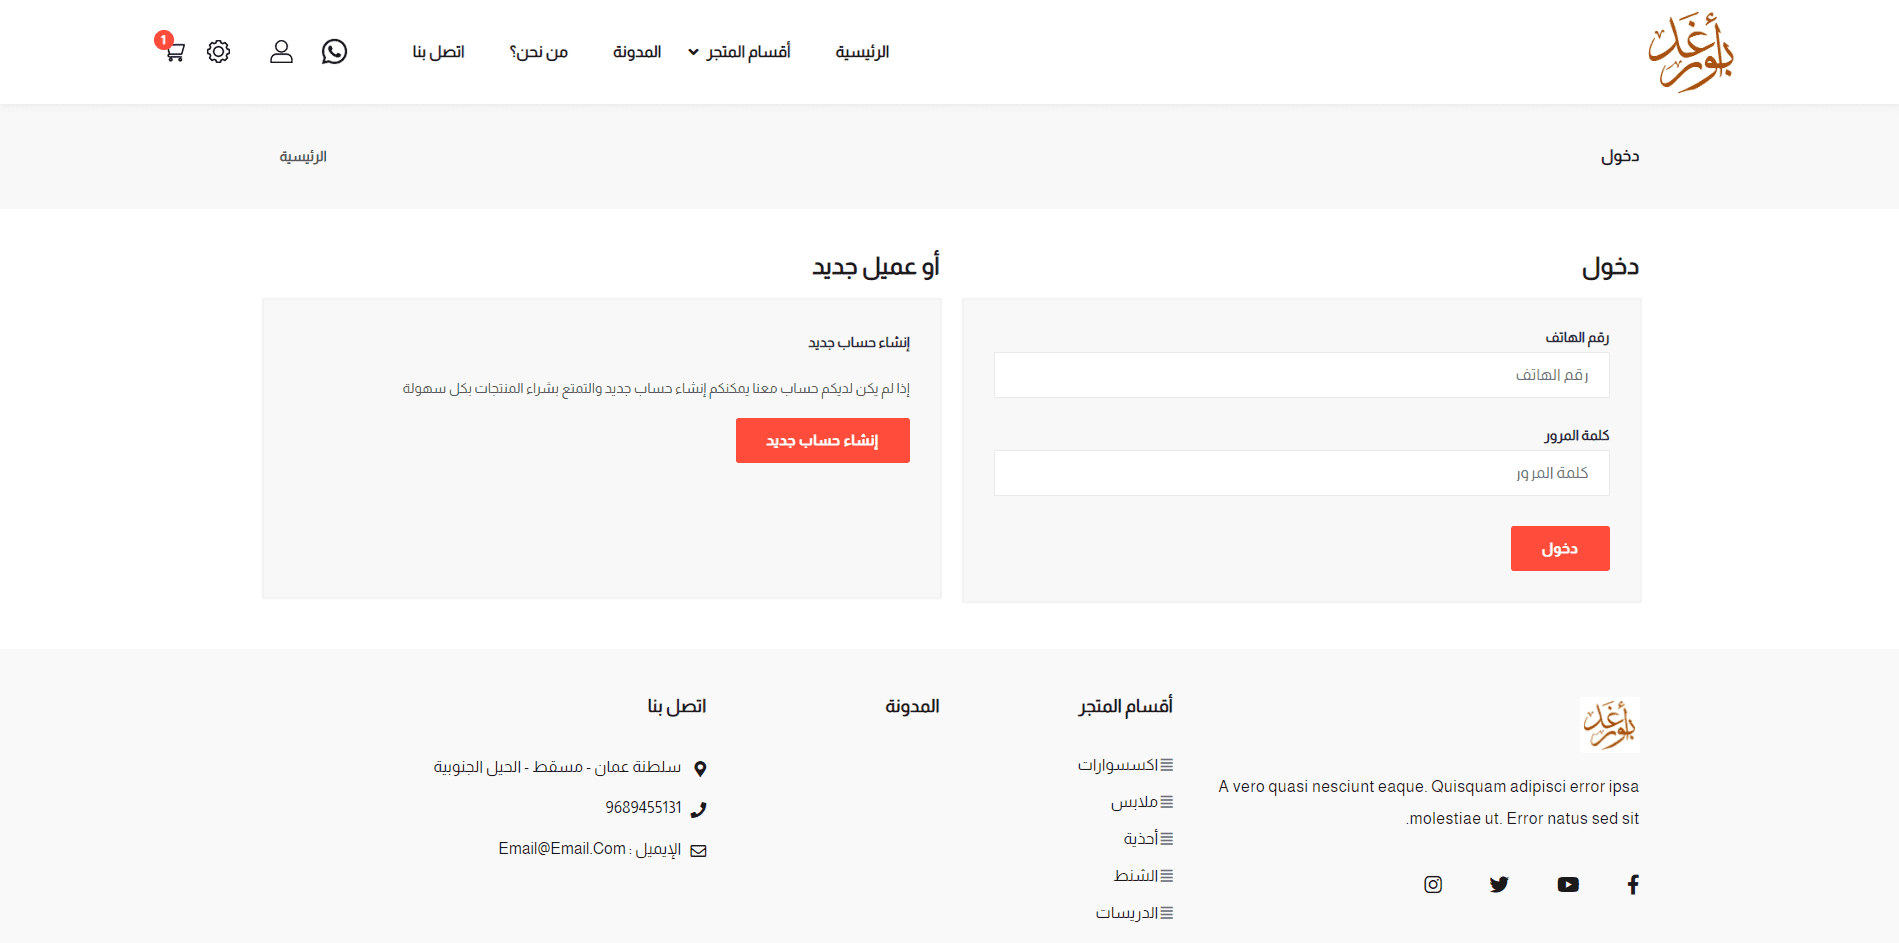 بأورغد
الرئيسية
أقسام المتجر
المدونة
من نحن؟
اتصل بنا
1
دخول
الرئيسية
دخول
رقم الهاتف
رقم الهاتف
كلمة المرور
كلمة المرور
دخول
أو عميل جديد
إنشاء حساب جديد
إذا لم يكن لديكم حساب معنا يمكنكم إنشاء حساب جديد والتمتع بشراء المنتجات بكل سهولة
إنشاء حساب جديد
A vero quasi nesciunt eaque. Quisquam adipisci error ipsa
molestiae ut. Error natus sed sit.
أقسام المتجر
اكسسوارات
ملابس
أحذية
الشنط
الدريسات
المدونة
اتصل بنا
سلطنة عمان - مسقط - الحيل الجنوبية
9689455131
الإيميل : Email@Email.Com